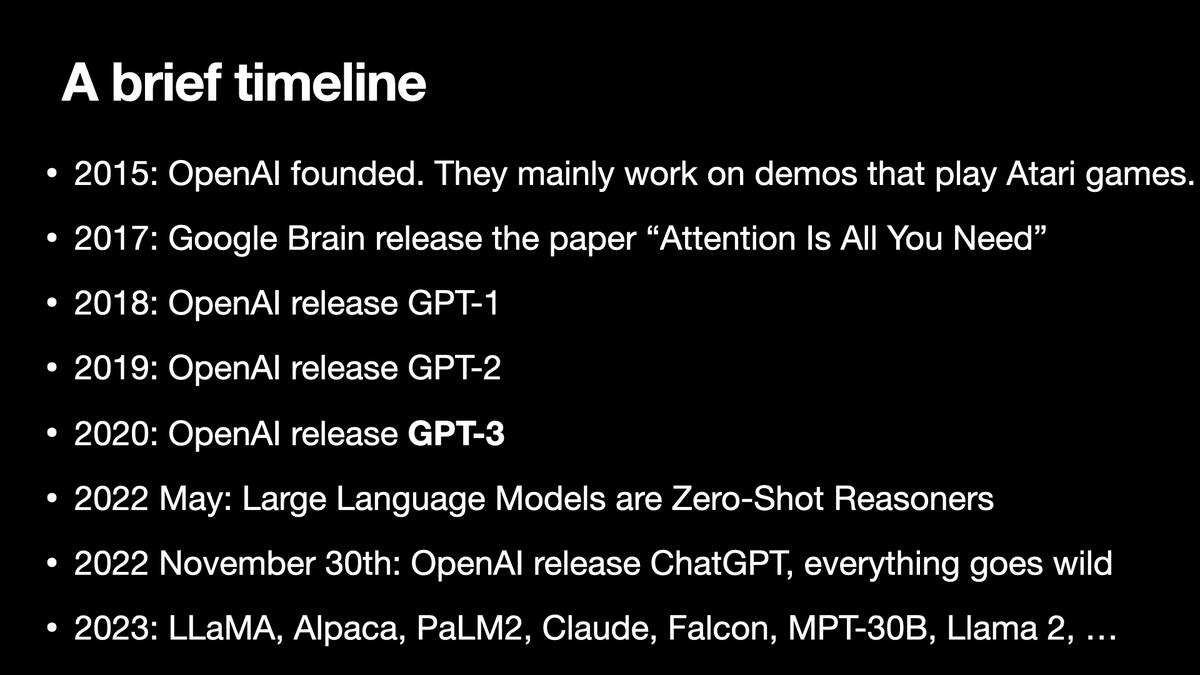 A brief timeline
• 2015: OpenAI founded. They mainly work on demos that play Atari games.
• 2017: Google Brain release the paper “Attention Is All You Need”
• 2018: OpenAI release GPT-1
• 2019: OpenAI release GPT-2
• 2020: OpenAI release GPT-3
• 2022 May: Large Language Models are Zero-Shot Reasoners
• 2022 November 30th: OpenAI release ChatGPT, everything goes wild
• 2023: LLaMA, Alpaca, PaLM2, Claude, Falcon, MPT-30B, Llama 2, …